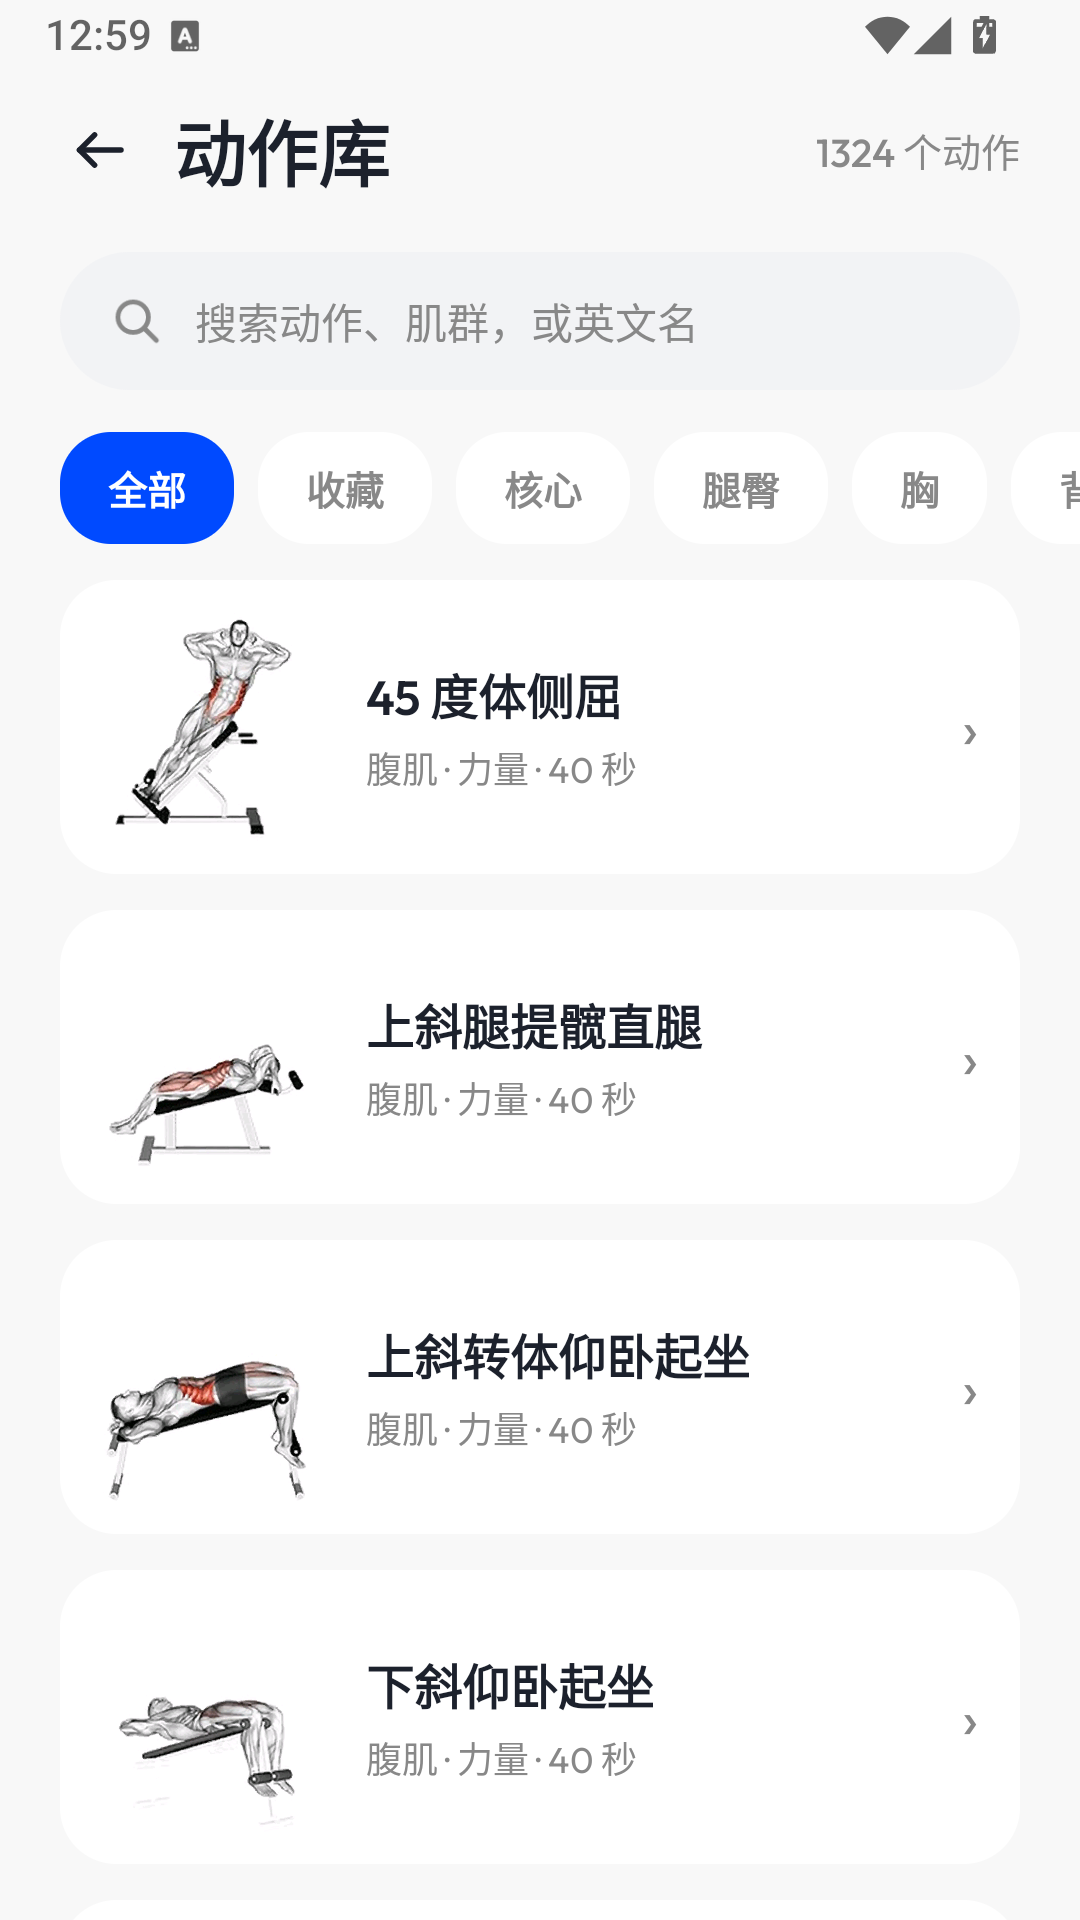 12:59
动作库
1324 个动作
搜索动作、肌群，或英文名
全部 收藏 核心 腿臀 胸
45 度体侧屈
腹肌·力量·40 秒
上斜腿提髋直腿
腹肌·力量·40 秒
上斜转体仰卧起坐
腹肌·力量·40 秒
下斜仰卧起坐
腹肌·力量·40 秒